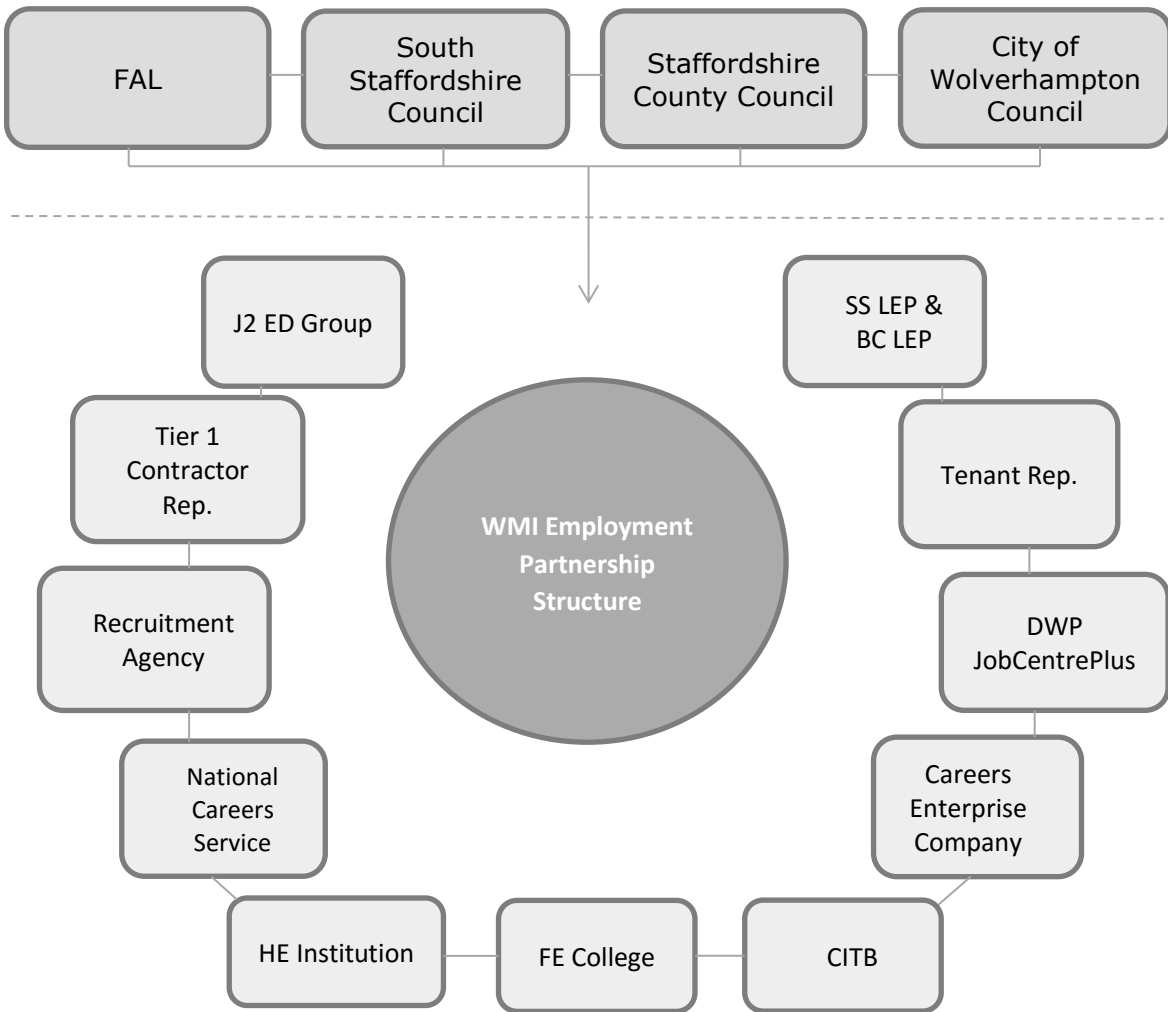 FAL
South
Staffordshire
Council
Staffordshire
County Council
City of
Wolverhampton
Council
J2 ED Group
SS LEP &
BC LEP
Tier 1
Contractor
Rep.
Tenant Rep.
WMI Employment
Partnership
Structure
Recruitment
Agency
DWP
JobCentrePlus
National
Careers
Service
Careers
Enterprise
Company
HE Institution
FE College
CITB